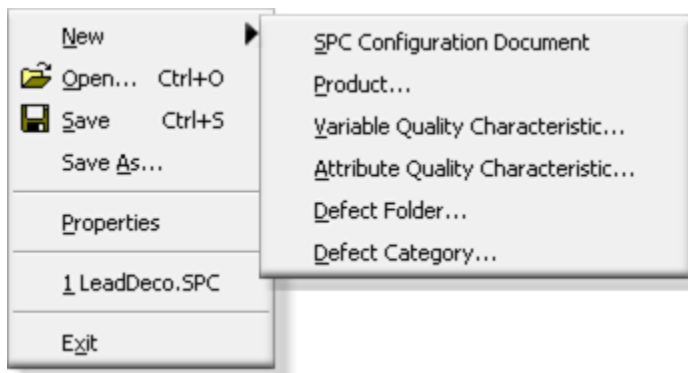 New
Open... Ctrl+O
Save Ctrl+S
Save As...
Properties
1 LeadDeco.SPC
Exit
SPC Configuration Document
Product...
Variable Quality Characteristic...
Attribute Quality Characteristic...
Defect Folder...
Defect Category...